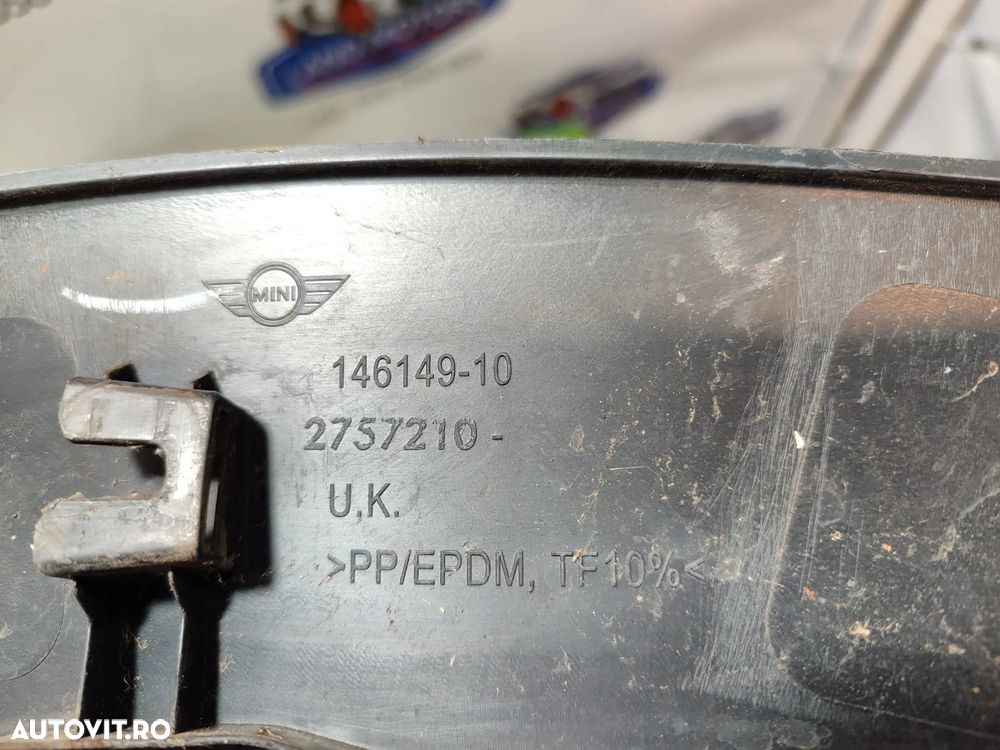 MINI
146149-10
2757210-
U.K.
>PP/EPDM, TF10%<
AUTOVIT.RO